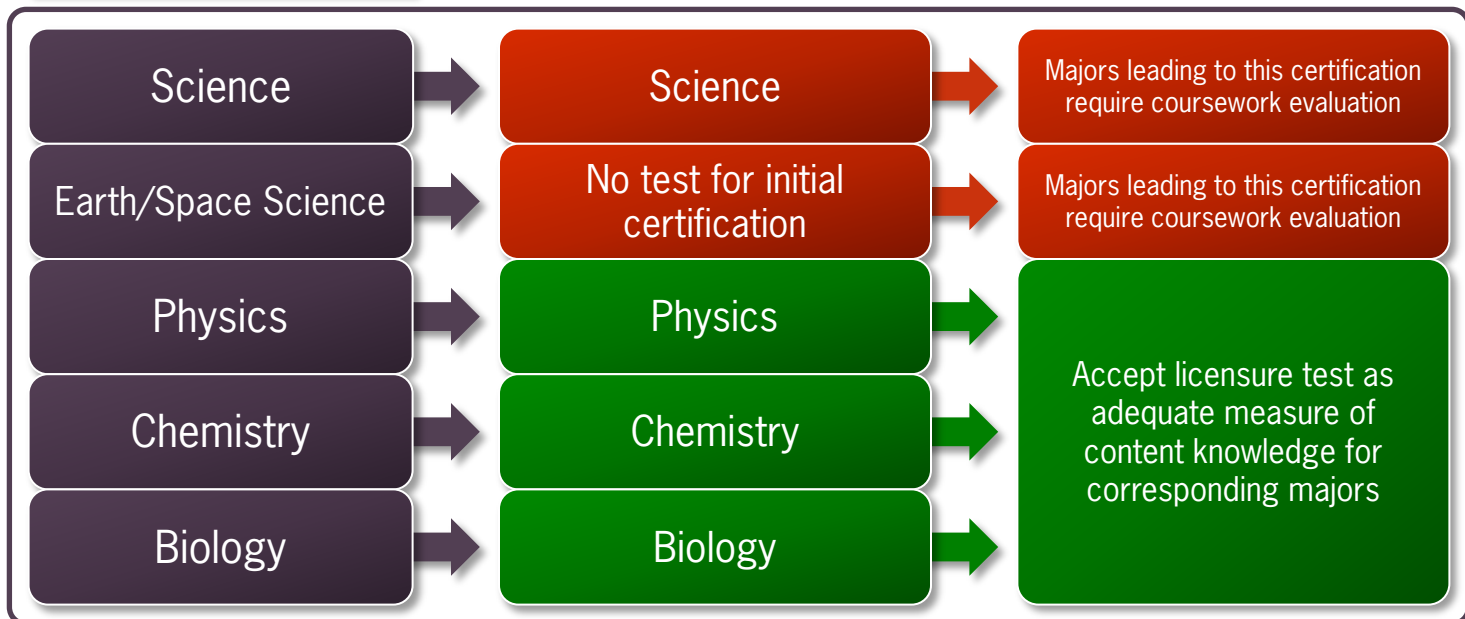 Science
Science
Majors leading to this certification
require coursework evaluation
Earth/Space Science
No test for initial
certification
Majors leading to this certification
require coursework evaluation
Physics
Physics
Chemistry
Chemistry
Biology
Biology
Accept licensure test as
adequate measure of
content knowledge for
corresponding majors